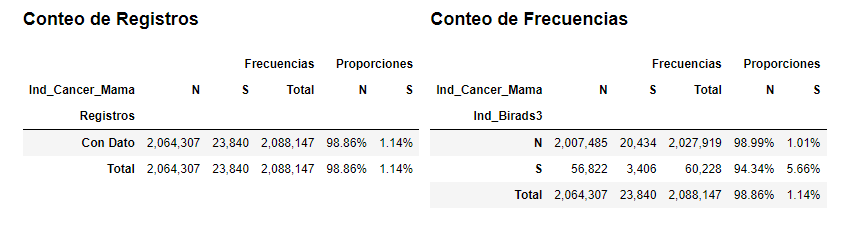 Conteo de Registros
Frecuencias Proporciones
Ind_Cancer_Mama N S Total N S
Registros
Con Dato 2,064,307 23,840 2,088,147 98.86% 1.14%
Total 2,064,307 23,840 2,088,147 98.86% 1.14%
Conteo de Frecuencias
Frecuencias Proporciones
Ind_Cancer_Mama N S Total N S
Ind_Birads3
N 2,007,485 20,434 2,027,919 98.99% 1.01%
S 56,822 3,406 60,228 94.34% 5.66%
Total 2,064,307 23,840 2,088,147 98.86% 1.14%